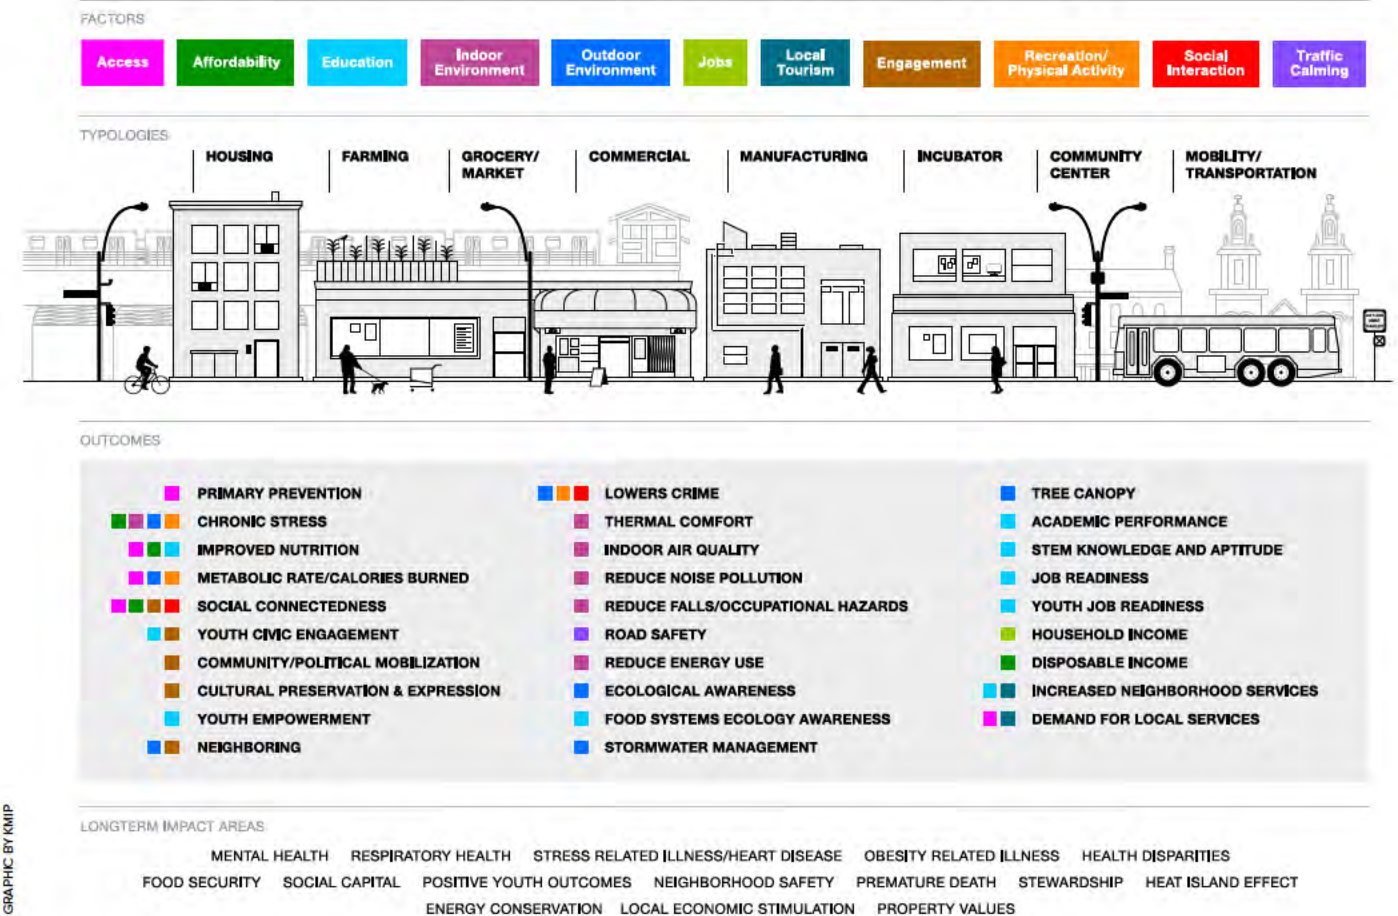 FACTORS
Access
Affordability
Education
Indoor
Environment
Outdoor
Environment
Jobs
Local
Tourism
Engagement
Recreation/
Physical Activity
Social
Interaction
Traffic
Calming
TYPOLOGIES
HOUSING
FARMING
GROCERY/
MARKET
COMMERCIAL
MANUFACTURING
INCUBATOR
COMMUNITY
CENTER
MOBILITY/
TRANSPORTATION
OUTCOMES
PRIMARY PREVENTION
CHRONIC STRESS
IMPROVED NUTRITION
METABOLIC RATE/CALORIES BURNED
SOCIAL CONNECTEDNESS
YOUTH CIVIC ENGAGEMENT
COMMUNITY/POLITICAL MOBILIZATION
CULTURAL PRESERVATION & EXPRESSION
YOUTH EMPOWERMENT
NEIGHBORING
LOWERS CRIME
THERMAL COMFORT
INDOOR AIR QUALITY
REDUCE NOISE POLLUTION
REDUCE FALLS/OCCUPATIONAL HAZARDS
ROAD SAFETY
REDUCE ENERGY USE
ECOLOGICAL AWARENESS
FOOD SYSTEMS ECOLOGY AWARENESS
STORMWATER MANAGEMENT
TREE CANOPY
ACADEMIC PERFORMANCE
STEM KNOWLEDGE AND APTITUDE
JOB READINESS
YOUTH JOB READINESS
HOUSEHOLD INCOME
DISPOSABLE INCOME
INCREASED NEIGHBORHOOD SERVICES
DEMAND FOR LOCAL SERVICES
LONGTERM IMPACT AREAS
MENTAL HEALTH RESPIRATORY HEALTH STRESS RELATED ILLNESS/HEART DISEASE OBESITY RELATED ILLNESS HEALTH DISPARITIES
FOOD SECURITY SOCIAL CAPITAL POSITIVE YOUTH OUTCOMES NEIGHBORHOOD SAFETY PREMATURE DEATH STEWARDSHIP HEAT ISLAND EFFECT
ENERGY CONSERVATION LOCAL ECONOMIC STIMULATION PROPERTY VALUES
GRAPHIC BY KMIP